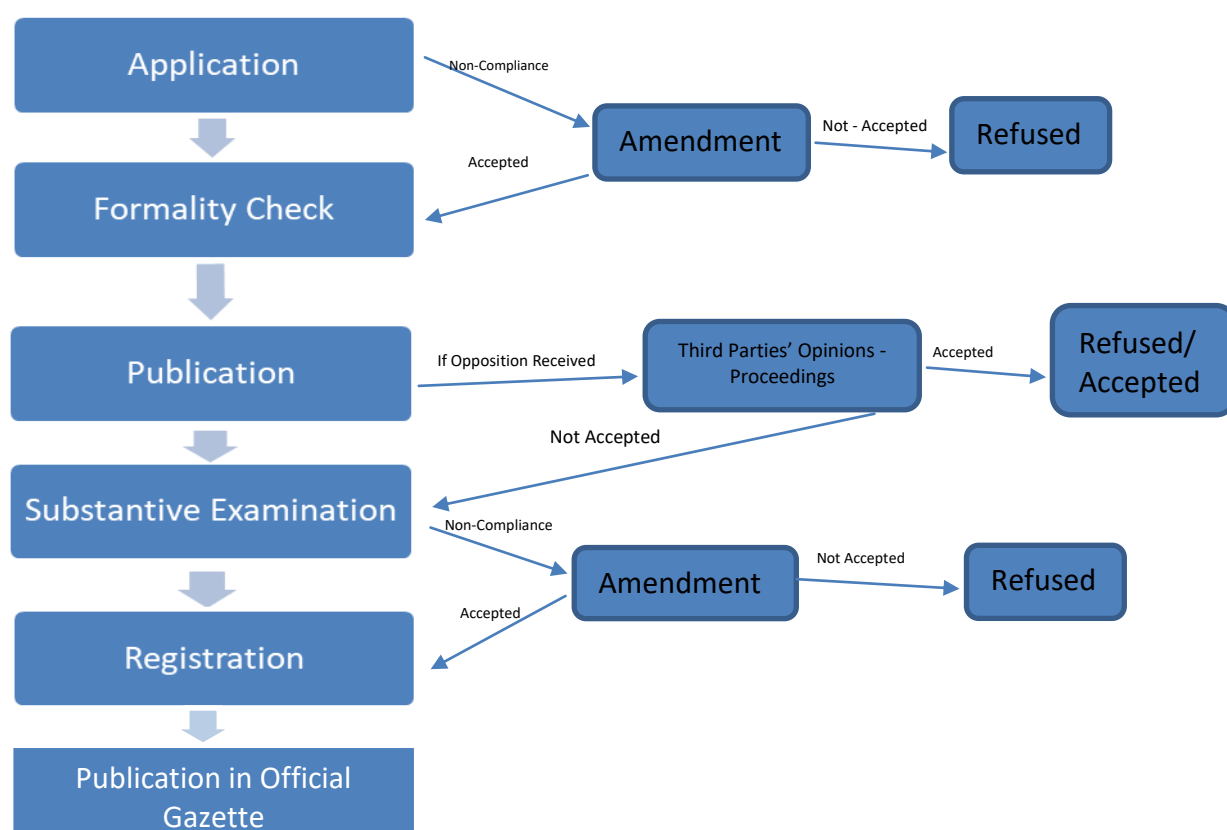 Application
Non-Compliance
Amendment
Not - Accepted
Refused
Accepted
Formality Check
Publication
If Opposition Received
Third Parties’ Opinions -
Proceedings
Accepted
Refused/
Accepted
Not Accepted
Substantive Examination
Non-Compliance
Amendment
Not Accepted
Refused
Accepted
Registration
Publication in Official
Gazette